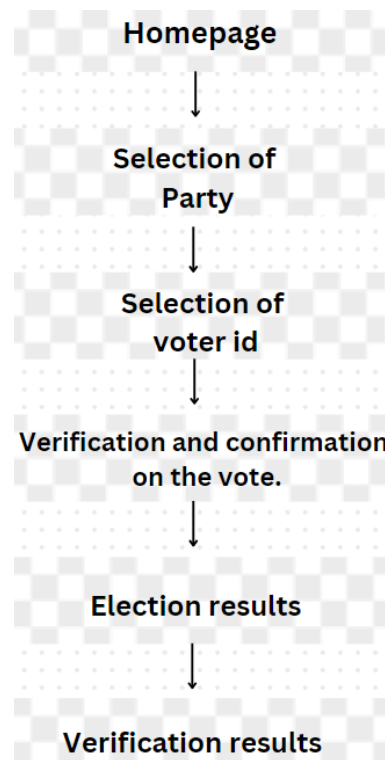 Homepage
Selection of
Party
Selection of
voter id
Verification and confirmation
on the vote.
Election results
Verification results